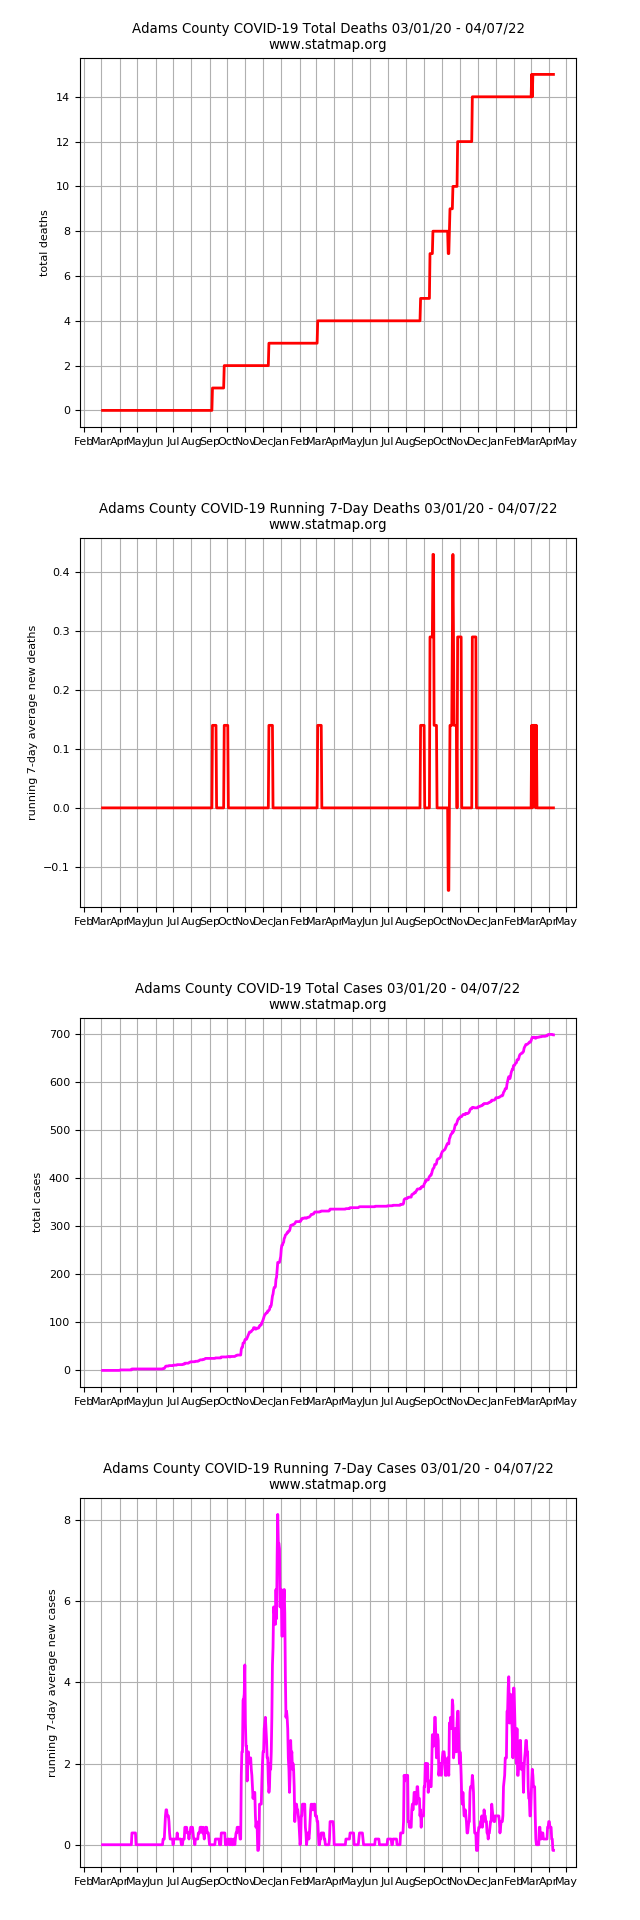 Adams County COVID-19 Total Deaths 03/01/20 - 04/07/22
www.statmap.org
14
12
10
8
6
4
2
0
total deaths
Feb Mar Apr May Jun Jul Aug Sep Oct Nov Dec Jan Feb Mar Apr May Jun Jul Aug Sep Oct Nov Dec Jan Feb Mar Apr May
Adams County COVID-19 Running 7-Day Deaths 03/01/20 - 04/07/22
www.statmap.org
0.4
0.3
0.2
0.1
0.0
−0.1
running 7-day average new deaths
Feb Mar Apr May Jun Jul Aug Sep Oct Nov Dec Jan Feb Mar Apr May Jun Jul Aug Sep Oct Nov Dec Jan Feb Mar Apr May
Adams County COVID-19 Total Cases 03/01/20 - 04/07/22
www.statmap.org
700
600
500
400
300
200
100
0
total cases
Feb Mar Apr May Jun Jul Aug Sep Oct Nov Dec Jan Feb Mar Apr May Jun Jul Aug Sep Oct Nov Dec Jan Feb Mar Apr May
Adams County COVID-19 Running 7-Day Cases 03/01/20 - 04/07/22
www.statmap.org
8
6
4
2
0
running 7-day average new cases
Feb Mar Apr May Jun Jul Aug Sep Oct Nov Dec Jan Feb Mar Apr May Jun Jul Aug Sep Oct Nov Dec Jan Feb Mar Apr May